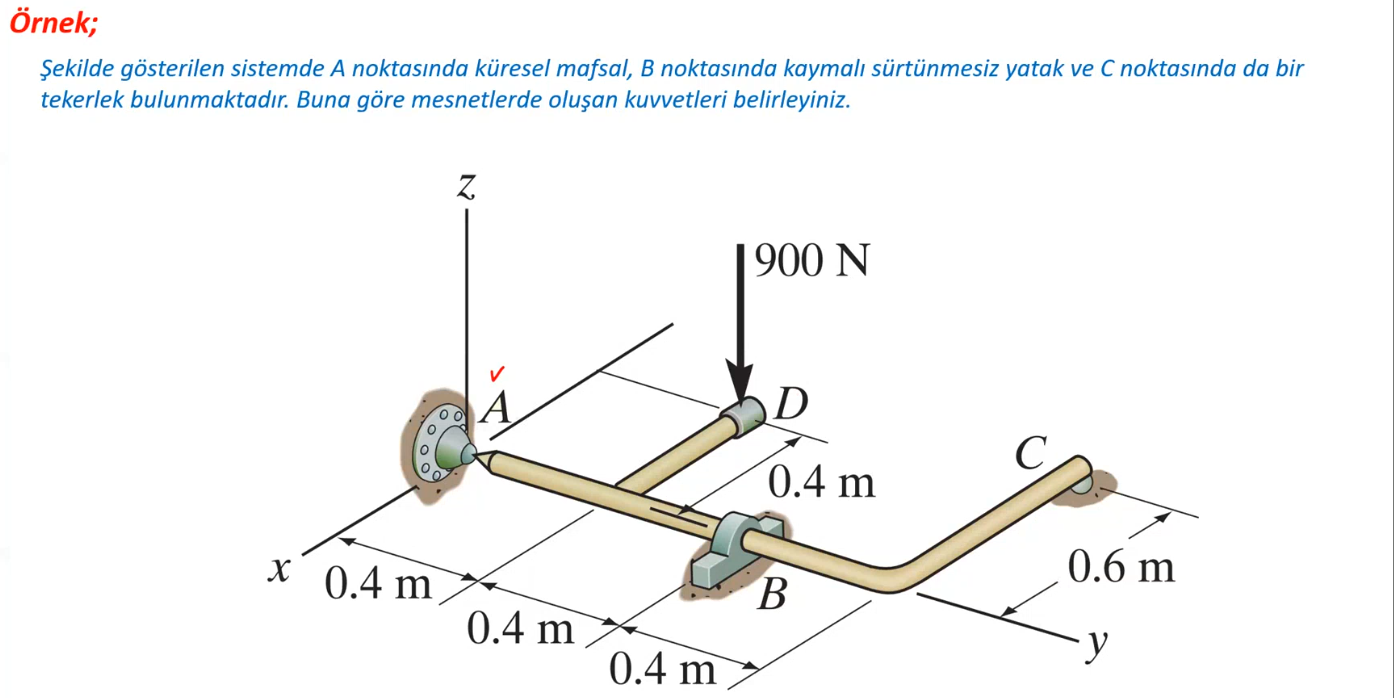 Örnek;
Şekilde gösterilen sistemde A noktasında küresel mafsal, B noktasında kaymalı sürtünmesiz yatak ve C noktasında da bir
tekerlek bulunmaktadır. Buna göre mesnetlerde oluşan kuvvetleri belirleyiniz.
z
900 N
A
D
C
0.4 m
x
0.4 m
B
0.6 m
0.4 m
y
0.4 m